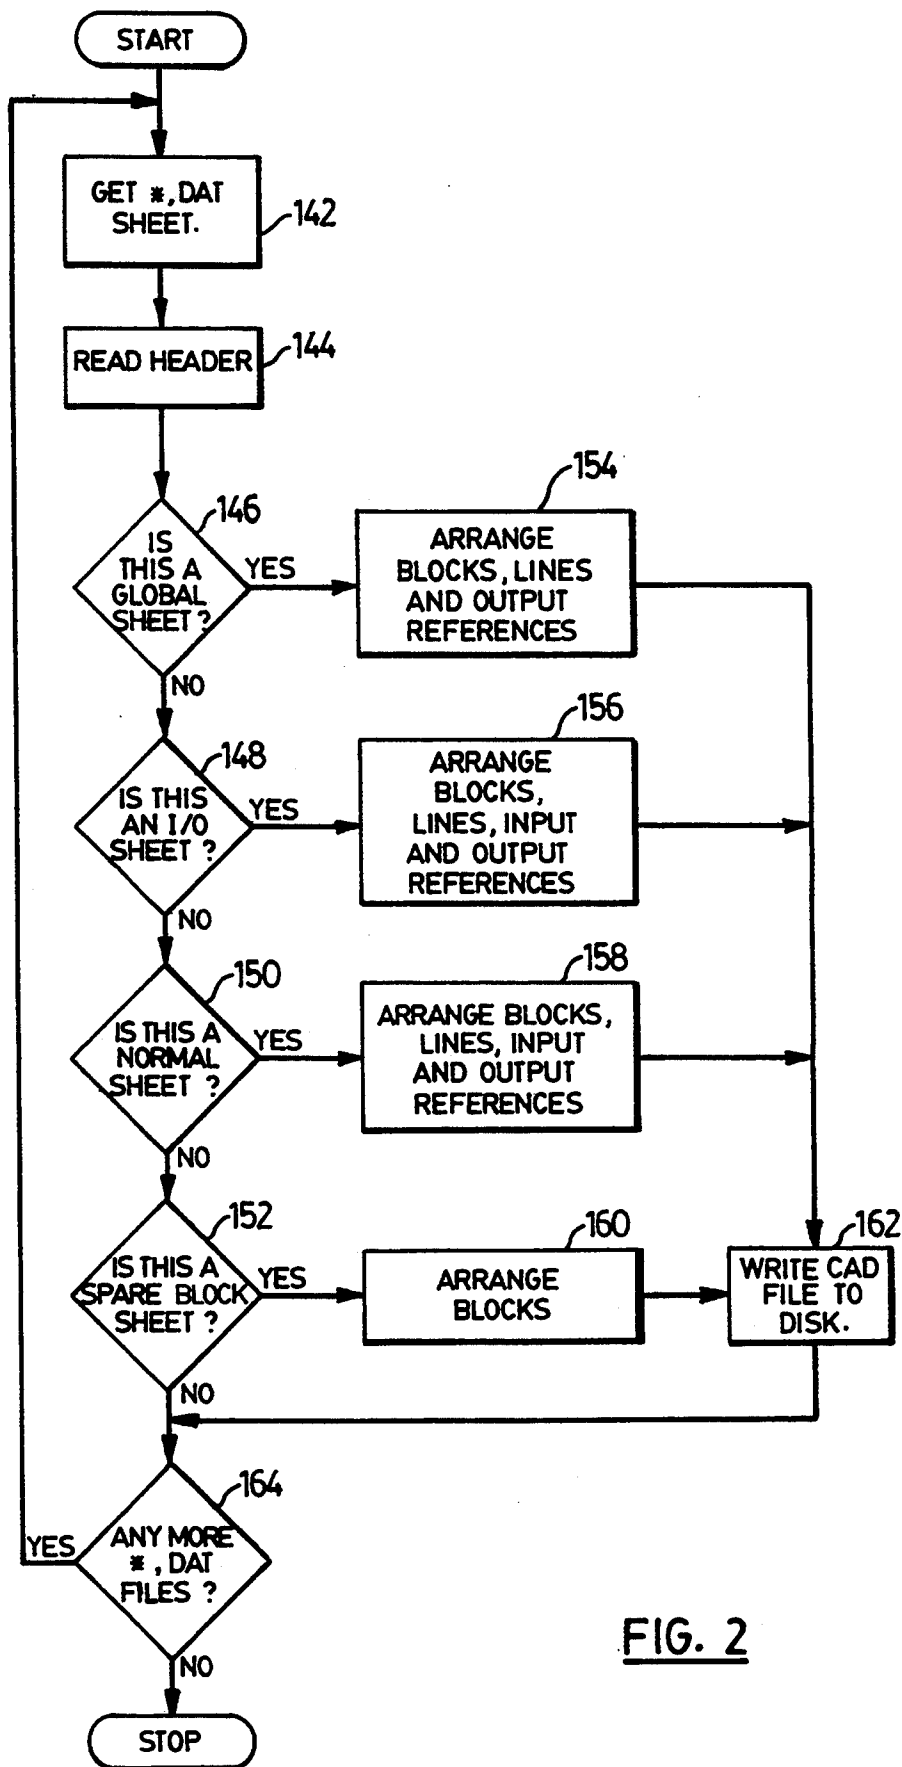 START
GET *, DAT
SHEET.
142
READ HEADER
144
IS
THIS A
GLOBAL
SHEET ?
146
YES
NO
ARRANGE
BLOCKS, LINES
AND OUTPUT
REFERENCES
154
IS THIS
AN I/O
SHEET ?
148
YES
NO
ARRANGE
BLOCKS,
LINES, INPUT
AND OUTPUT
REFERENCES
156
IS THIS A
NORMAL
SHEET ?
150
YES
NO
ARRANGE BLOCKS,
LINES, INPUT
AND OUTPUT
REFERENCES
158
IS THIS A
SPARE BLOCK
SHEET ?
152
YES
NO
ARRANGE
BLOCKS
160
WRITE CAD
FILE TO
DISK.
162
ANY MORE
*, DAT
FILES ?
164
YES
NO
STOP
FIG. 2